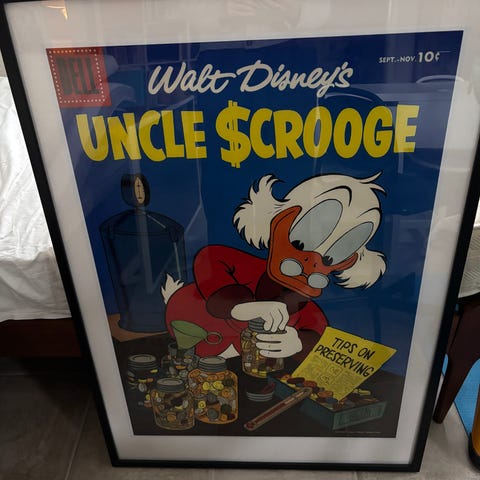 DELL
SEPT.-NOV. 10¢
Walt Disney's
UNCLE $CROOGE
TIPS ON
PRESERVING